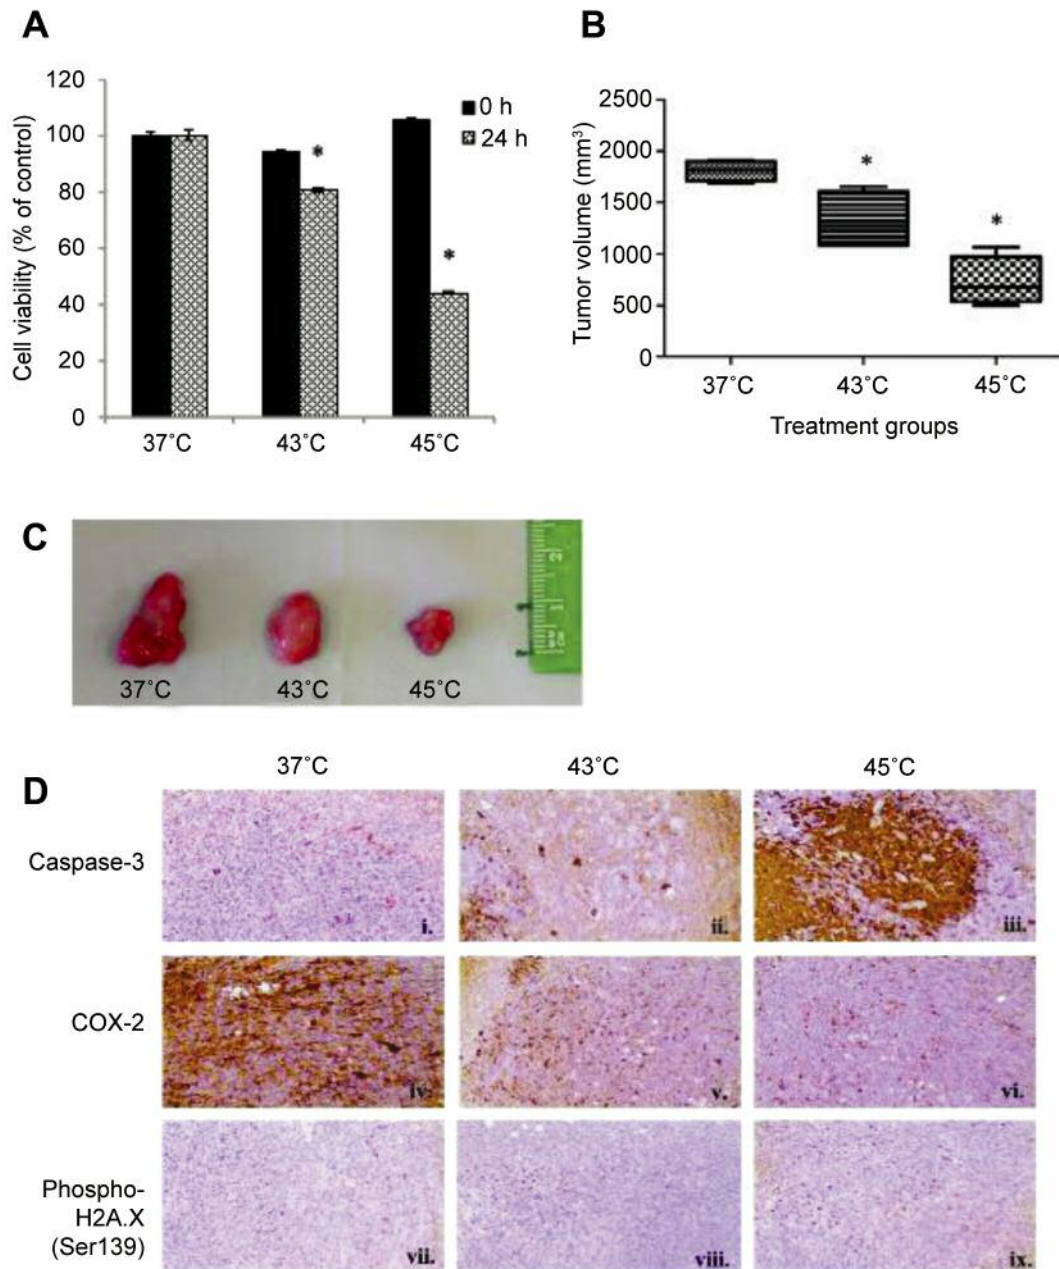 A
120
100
80
60
40
20
0
Cell viability (% of control)
0 h
24 h
*
*
37°C
43°C
45°C
B
2500
2000
1500
1000
500
0
Tumor volume (mm³)
*
*
37°C
43°C
45°C
Treatment groups
C
37°C
43°C
45°C
D
37°C
43°C
45°C
Caspase-3
i.
ii.
iii.
COX-2
iv.
v.
vi.
Phospho-
H2A.X
(Ser139)
vii.
viii.
ix.